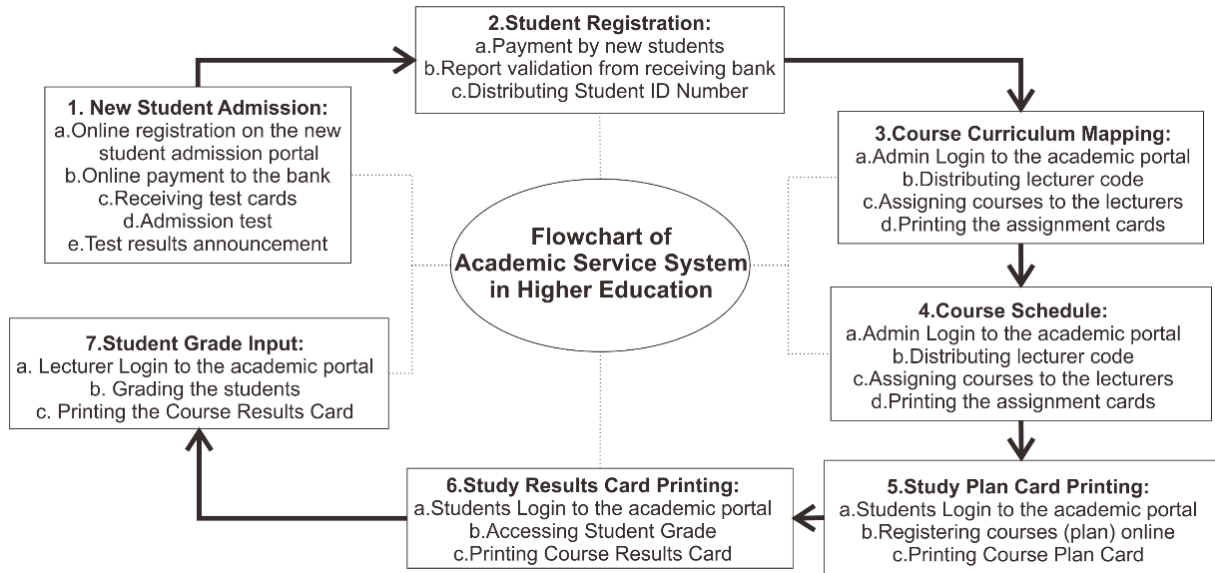 1. New Student Admission:
a.Online registration on the new
student admission portal
b.Online payment to the bank
c.Receiving test cards
d.Admission test
e.Test results announcement
2.Student Registration:
a.Payment by new students
b.Report validation from receiving bank
c.Distributing Student ID Number
3.Course Curriculum Mapping:
a.Admin Login to the academic portal
b.Distributing lecturer code
c.Assigning courses to the lecturers
d.Printing the assignment cards
Flowchart of
Academic Service System
in Higher Education
4.Course Schedule:
a.Admin Login to the academic portal
b.Distributing lecturer code
c.Assigning courses to the lecturers
d.Printing the assignment cards
5.Study Plan Card Printing:
a.Students Login to the academic portal
b.Registering courses (plan) online
c.Printing Course Plan Card
6.Study Results Card Printing:
a.Students Login to the academic portal
b.Accessing Student Grade
c.Printing Course Results Card
7.Student Grade Input:
a. Lecturer Login to the academic portal
b. Grading the students
c. Printing the Course Results Card